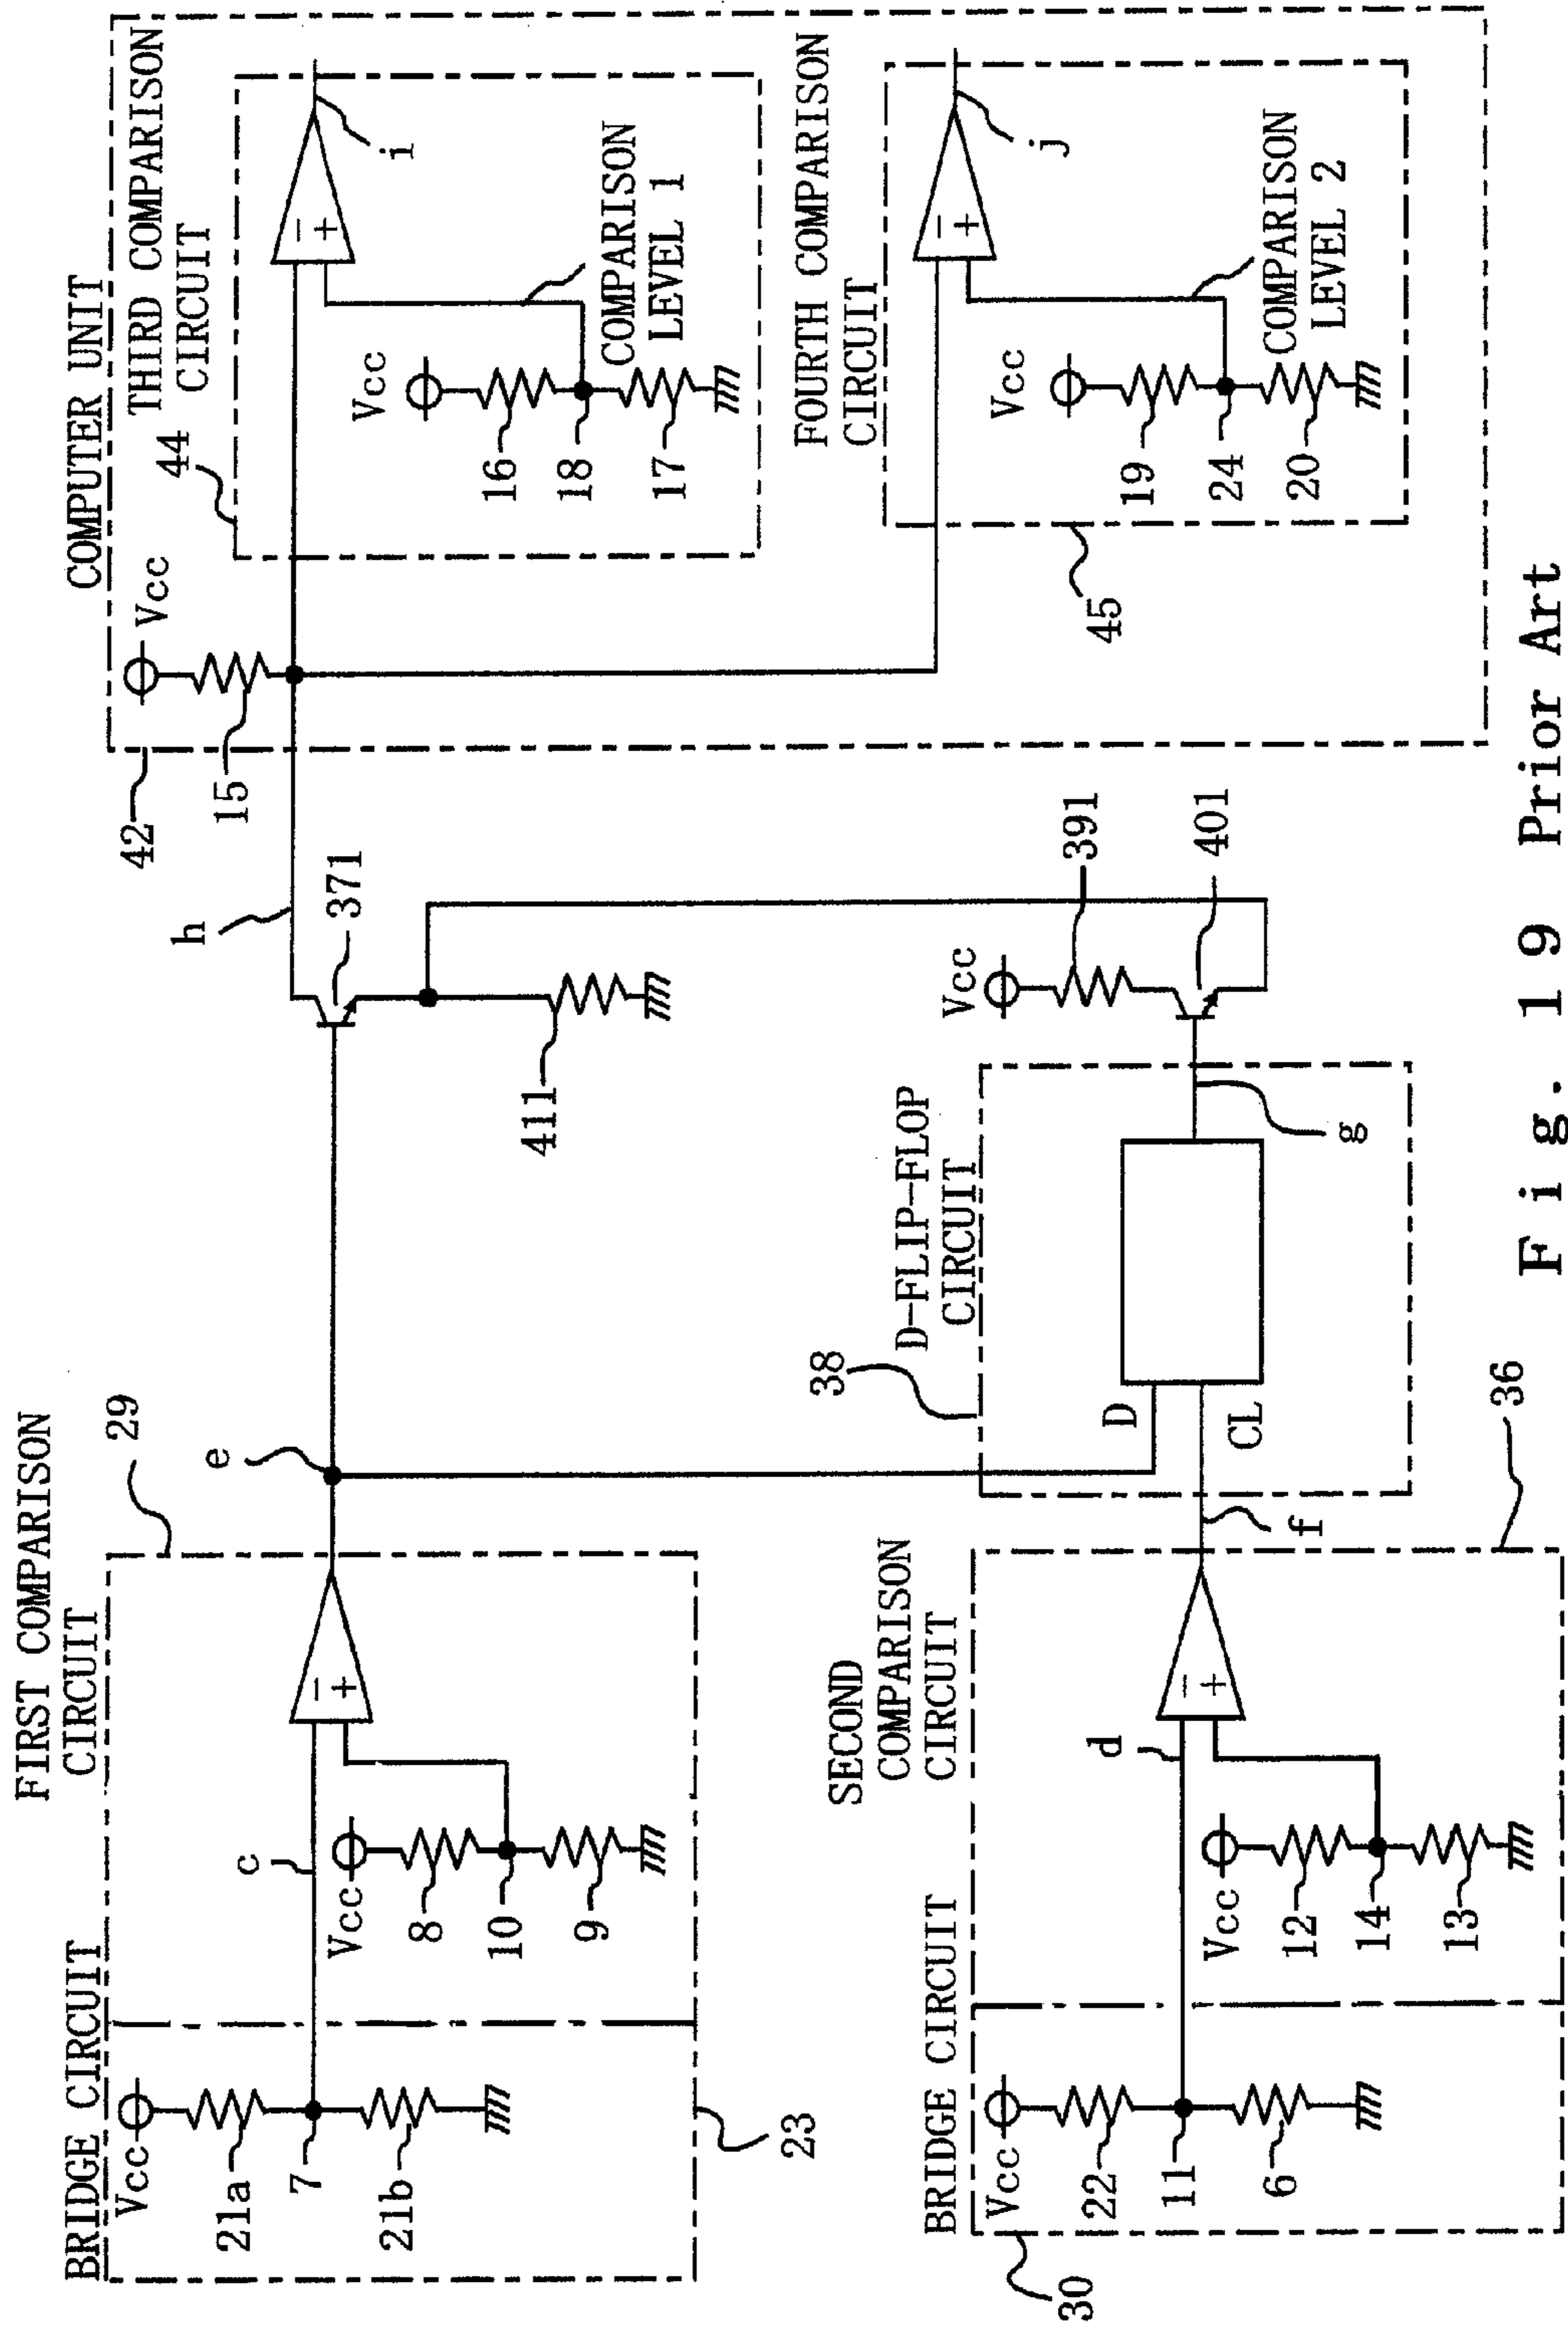 FIRST COMPARISON
CIRCUIT
29
BRIDGE CIRCUIT
Vcc
21a
7
21b
23
c
Vcc
8
10
9
e
h
371
411
COMPUTER UNIT
42
15
Vcc
THIRD COMPARISON
CIRCUIT
44
Vcc
16
18
17
−
+
i
COMPARISON
LEVEL 1
FOURTH COMPARISON
CIRCUIT
45
Vcc
19
24
20
−
+
j
COMPARISON
LEVEL 2
−
+
SECOND
COMPARISON
CIRCUIT
BRIDGE CIRCUIT
Vcc
22
11
6
30
d
−
+
Vcc
12
14
13
f
36
D-FLIP-FLOP
CIRCUIT
38
D
CL
g
Vcc
391
401
Fig. 19 Prior Art